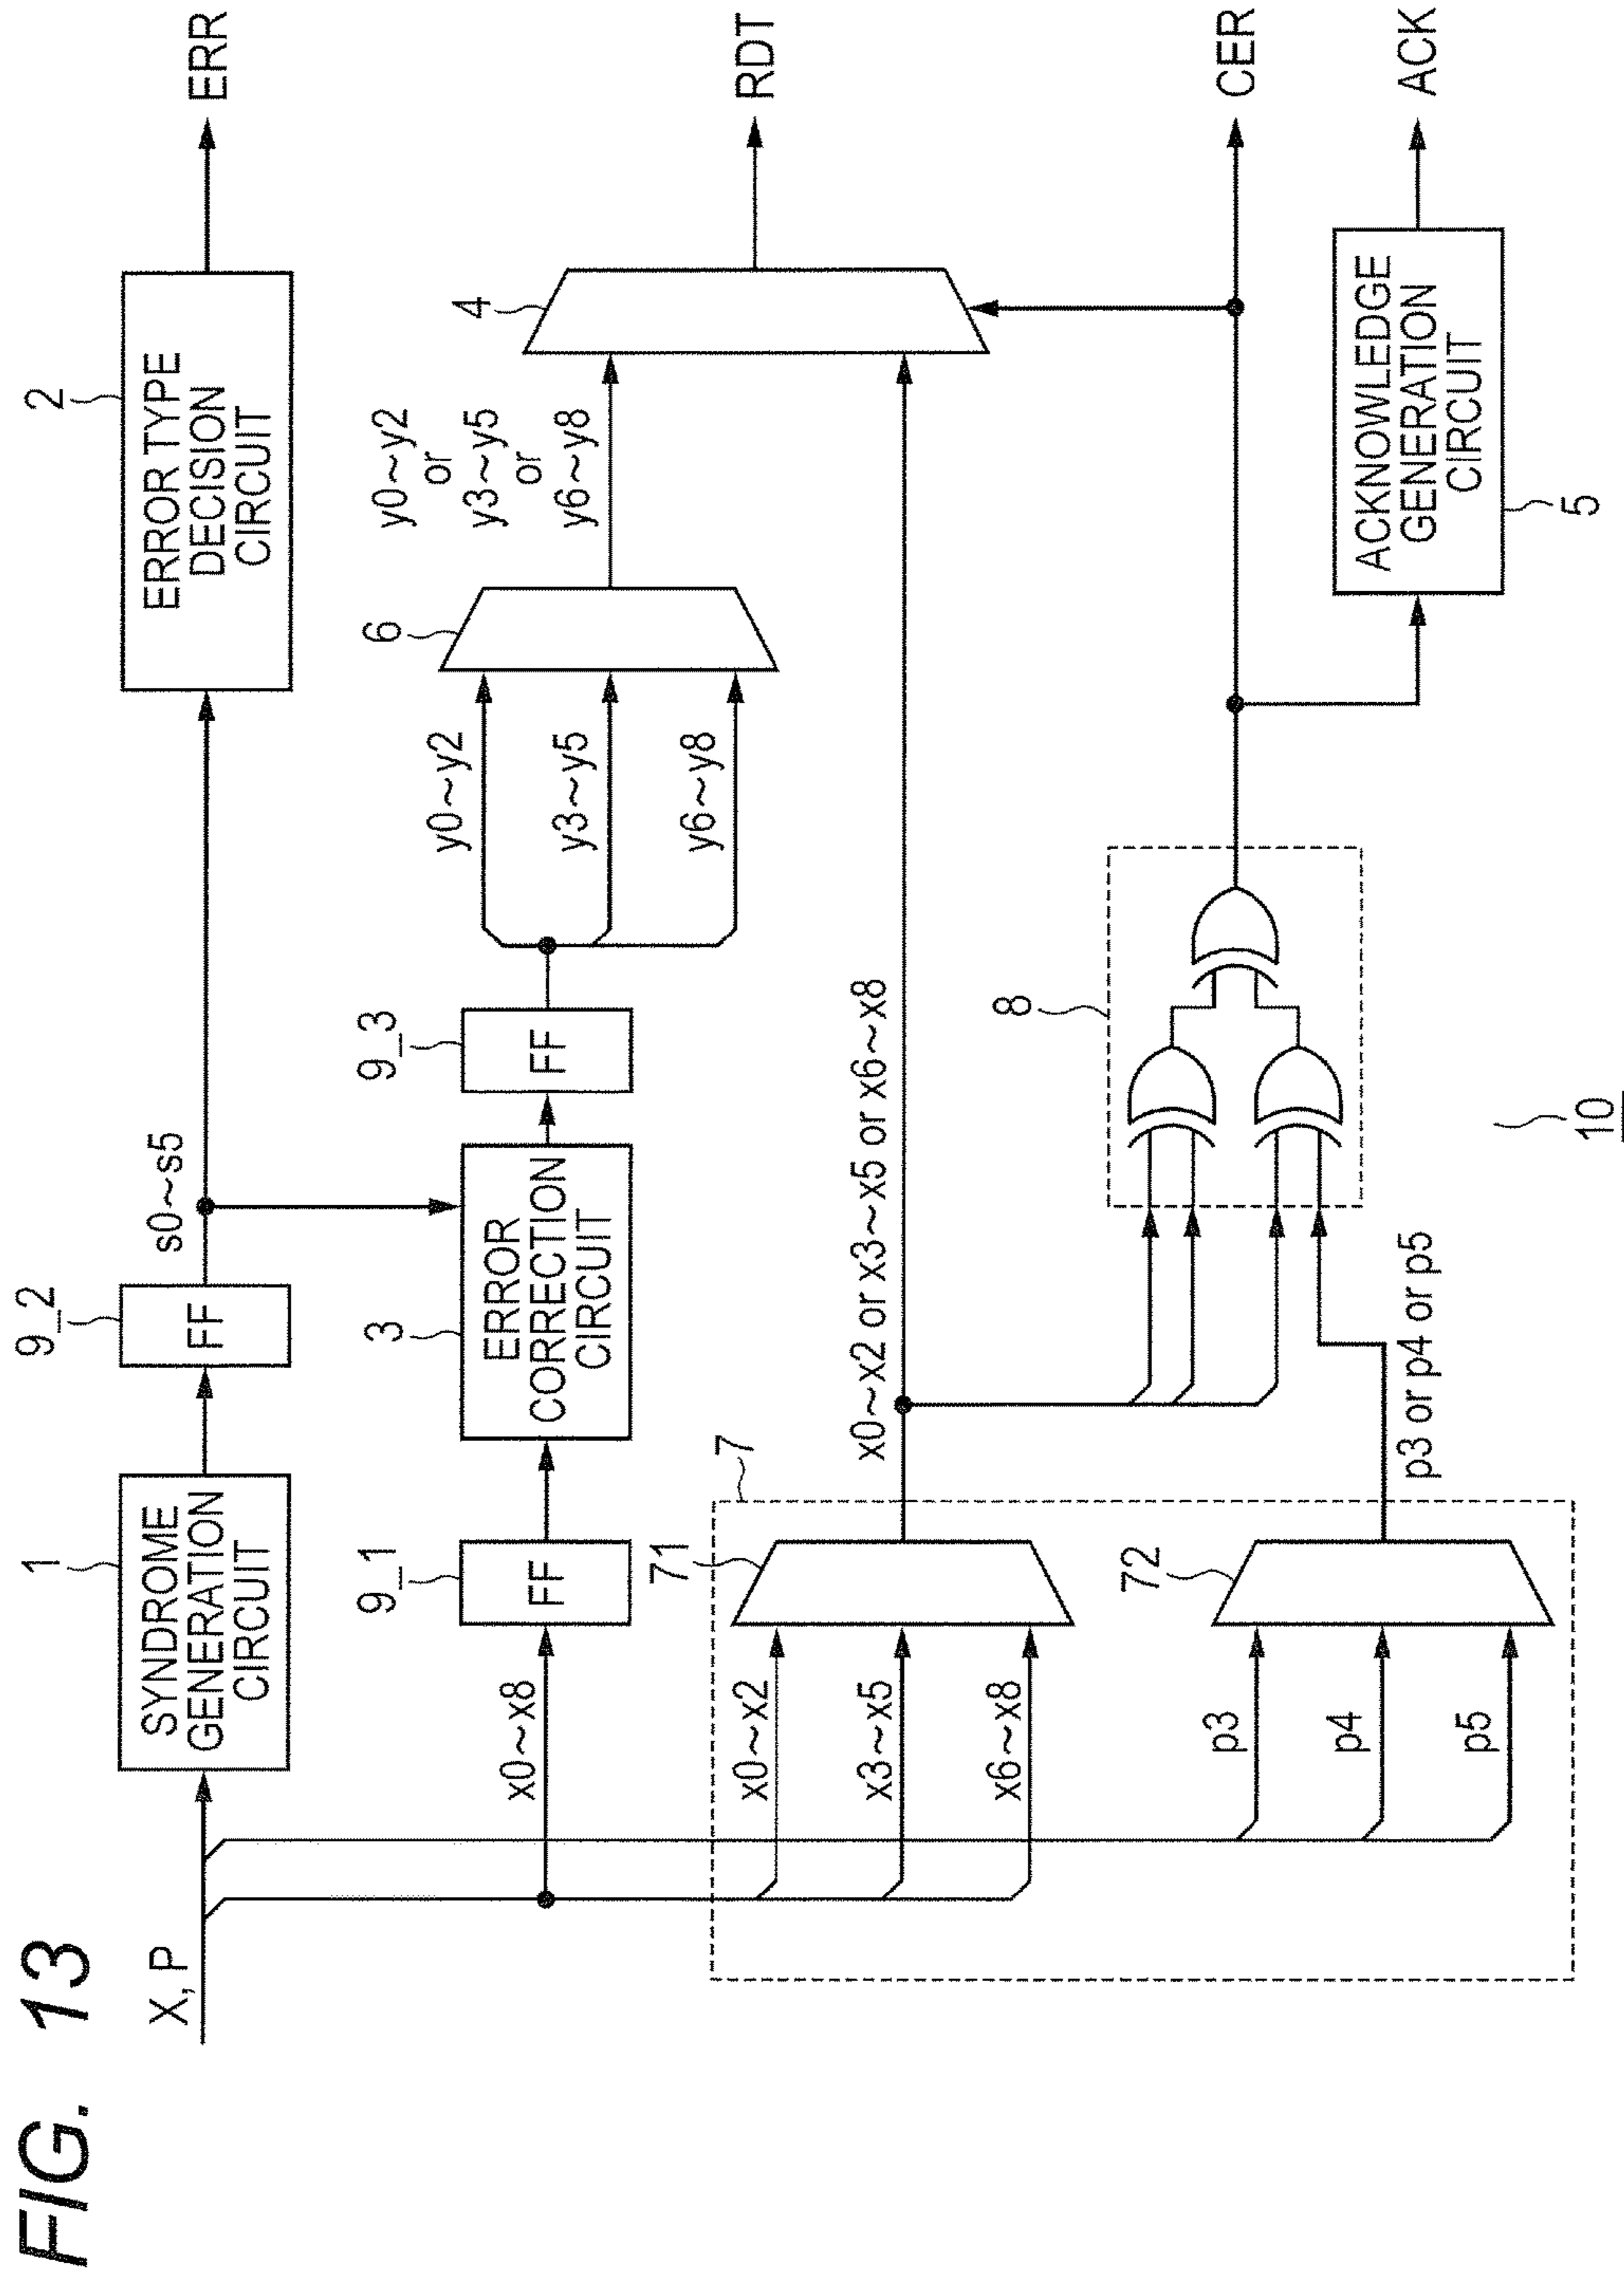 FIG. 13
X, P
1
SYNDROME
GENERATION
CIRCUIT
9_2
FF
s0~s5
2
ERROR TYPE
DECISION
CIRCUIT
ERR
x0~x8
9_1
FF
3
ERROR
CORRECTION
CIRCUIT
9_3
FF
y0~y2
y3~y5
y6~y8
6
y0~y2
or
y3~y5
or
y6~y8
4
RDT
7
x0~x2
x3~x5
x6~x8
71
x0~x2 or x3~x5 or x6~x8
p3
p4
p5
72
p3 or p4 or p5
8
CER
ACKNOWLEDGE
GENERATION
CIRCUIT
5
ACK
10